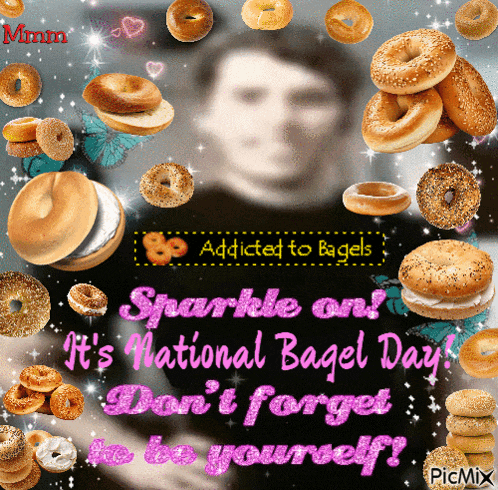 Mmm
Addicted to Bagels
Sparkle on!
It's National Bagel Day!
Don't forget
to be yourself!
PicMix